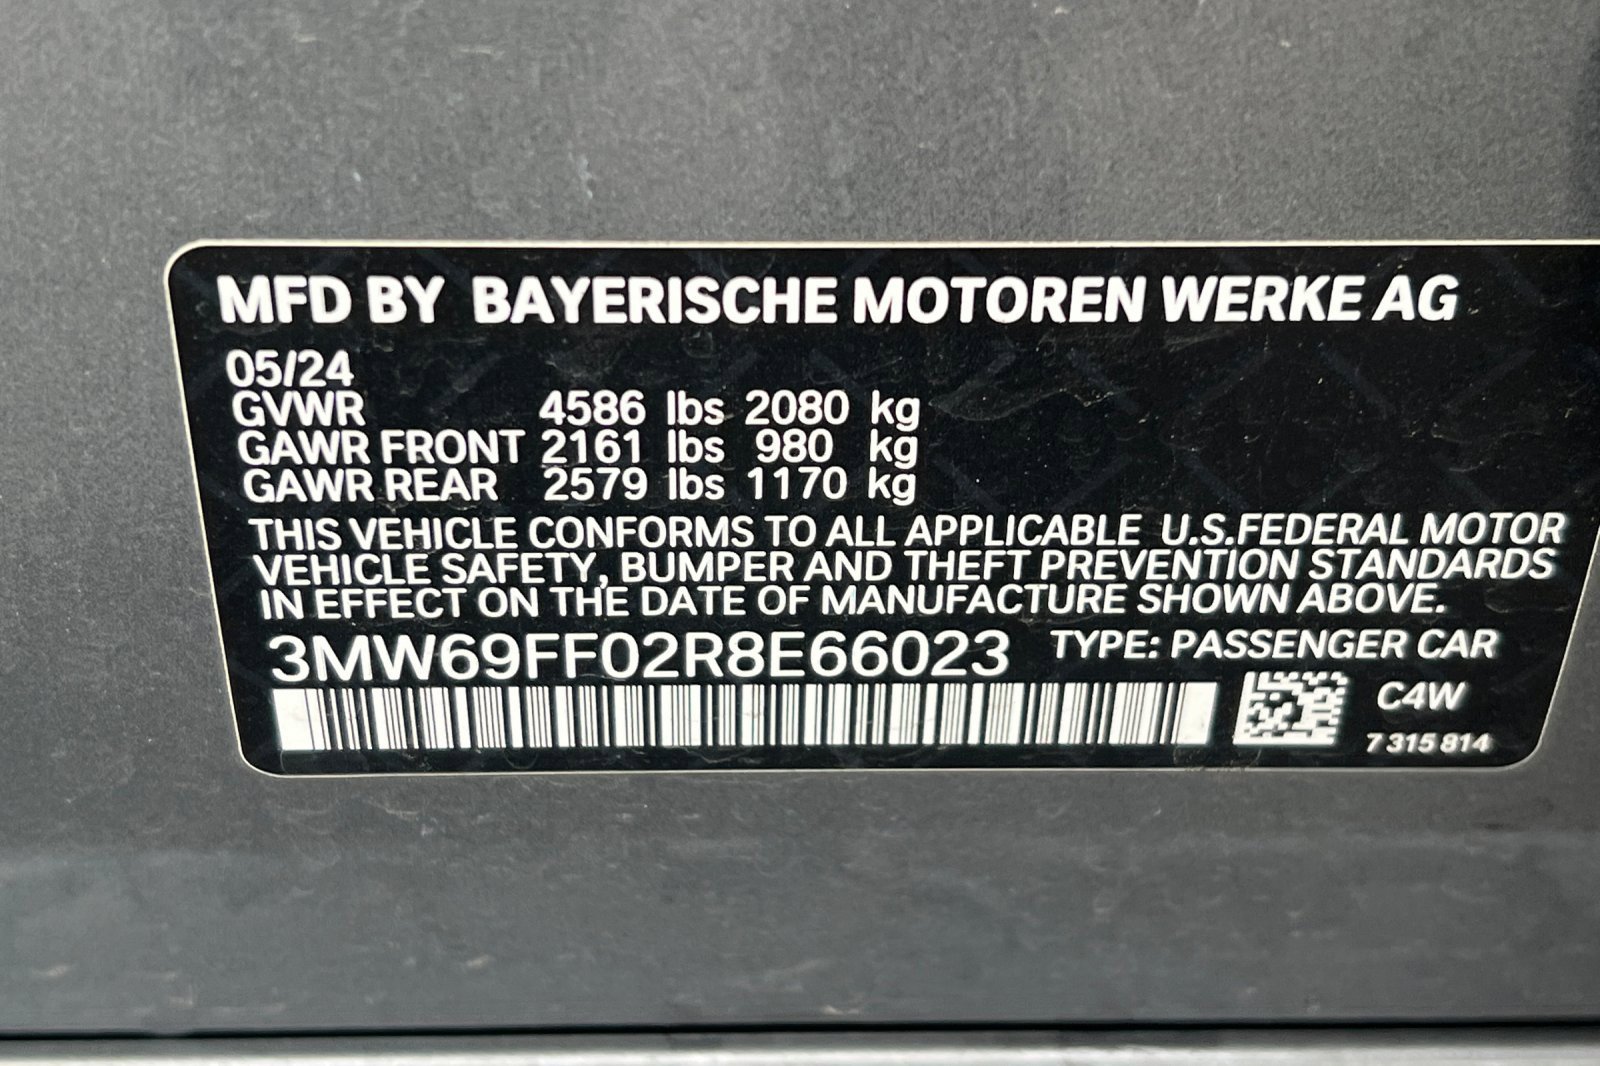 MFD BY BAYERISCHE MOTOREN WERKE AG
05/24
GVWR 4586 lbs 2080 kg
GAWR FRONT 2161 lbs 980 kg
GAWR REAR 2579 lbs 1170 kg
THIS VEHICLE CONFORMS TO ALL APPLICABLE U.S.FEDERAL MOTOR
VEHICLE SAFETY, BUMPER AND THEFT PREVENTION STANDARDS
IN EFFECT ON THE DATE OF MANUFACTURE SHOWN ABOVE.
3MW69FF02R8E66023 TYPE: PASSENGER CAR
C4W
7 315 814